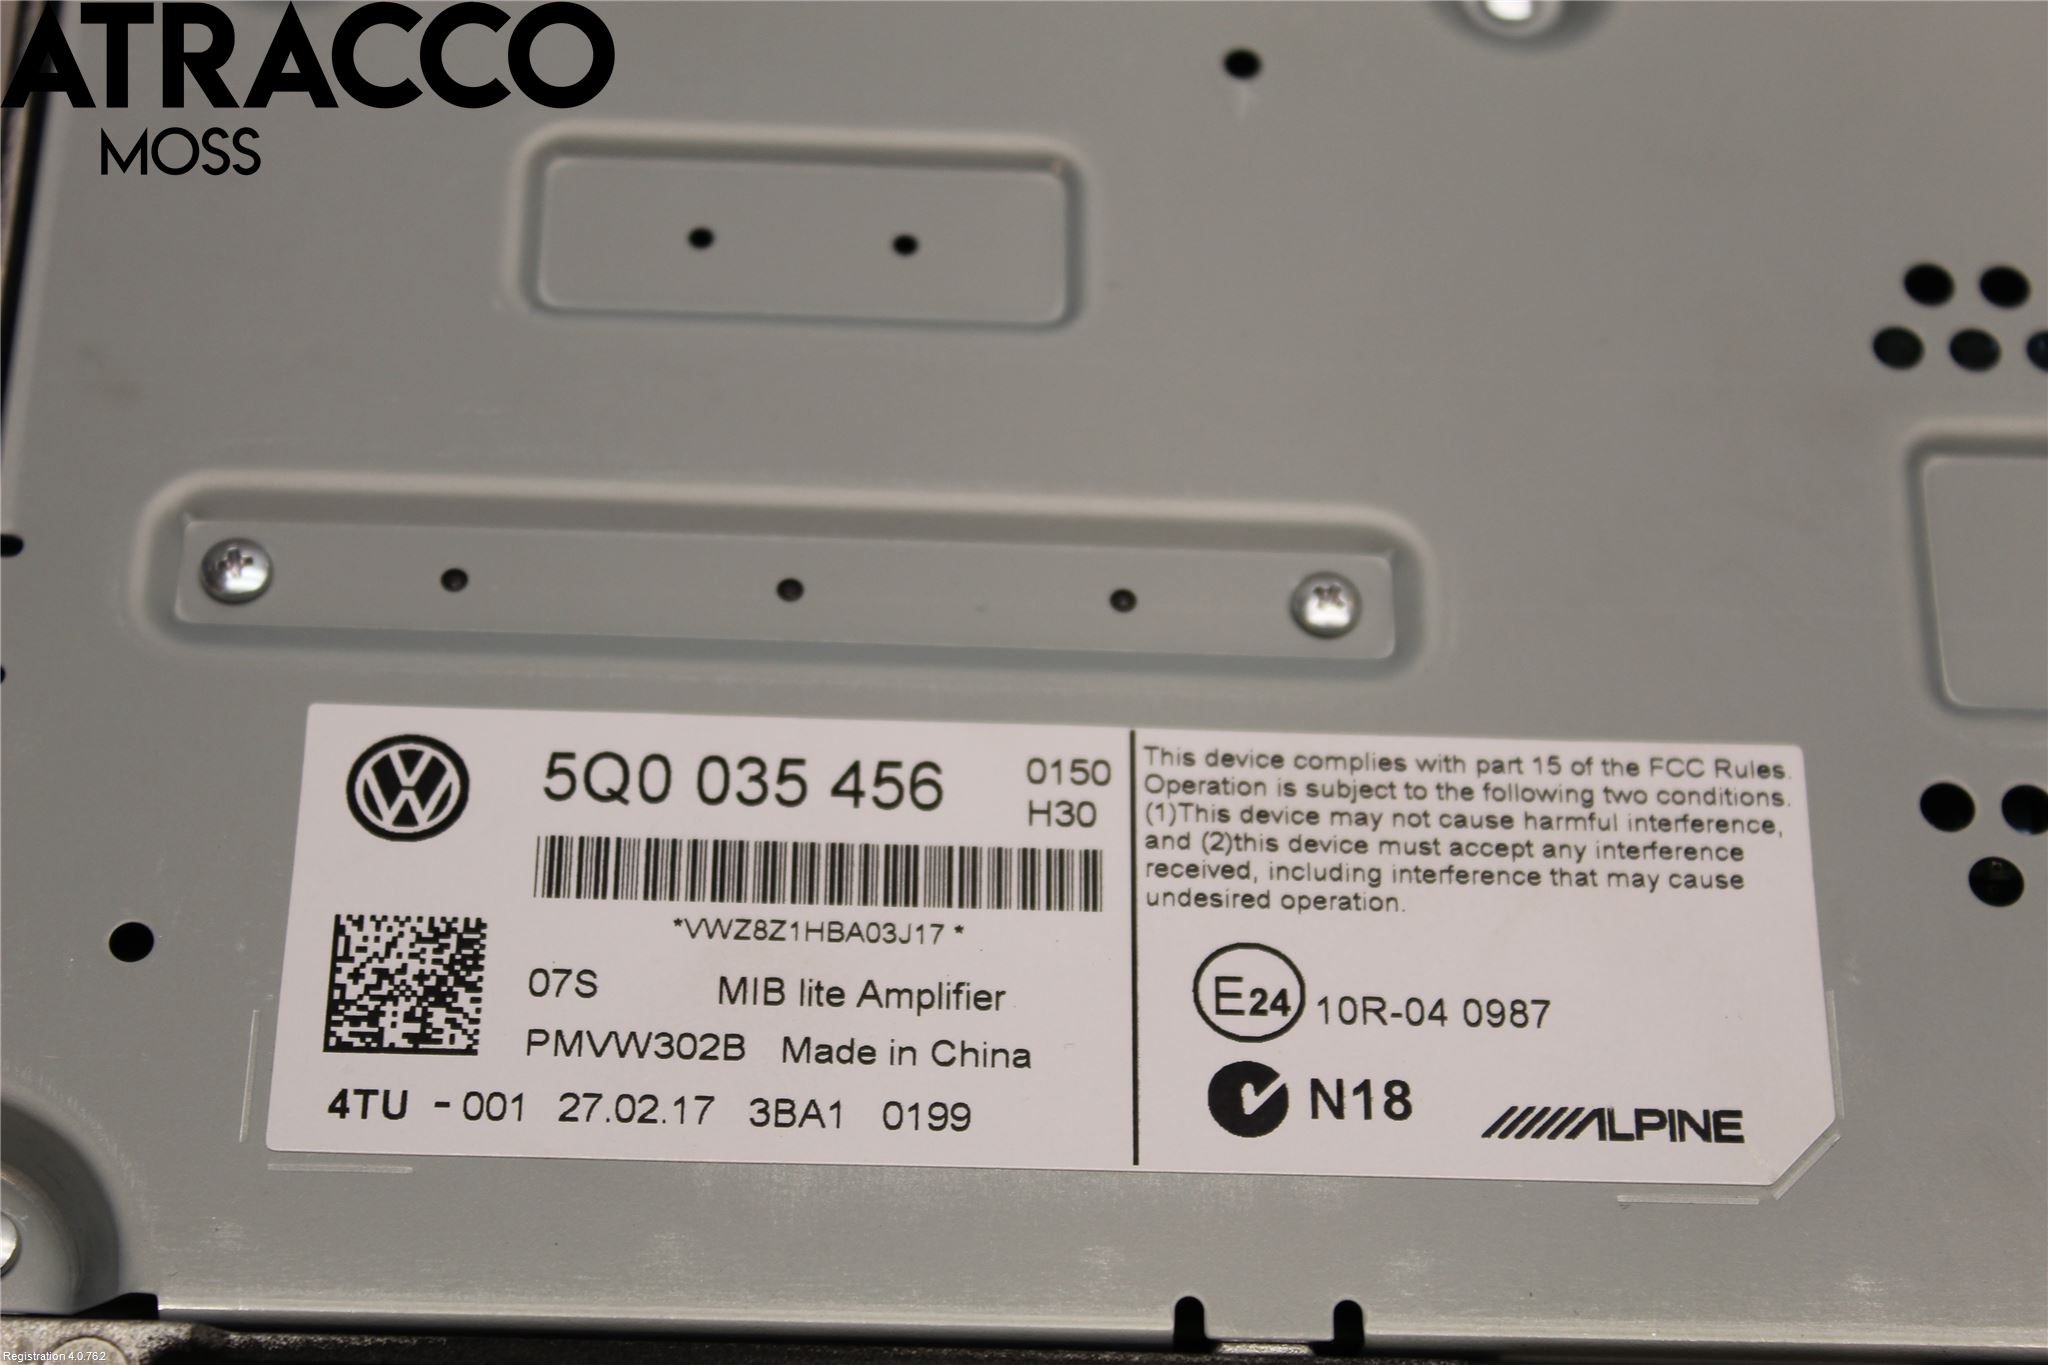 ATRACCO
MOSS
5Q0 035 456
0150
H30
*VWZ8Z1HBA03J17*
07S MIB lite Amplifier
PMVW302B Made in China
4TU - 001 27.02.17 3BA1 0199
This device complies with part 15 of the FCC Rules.
Operation is subject to the following two conditions.
(1)This device may not cause harmful interference,
and (2)this device must accept any interference
received, including interference that may cause
undesired operation.
E24 10R-04 0987
N18
ALPINE
Registration 4.0.762